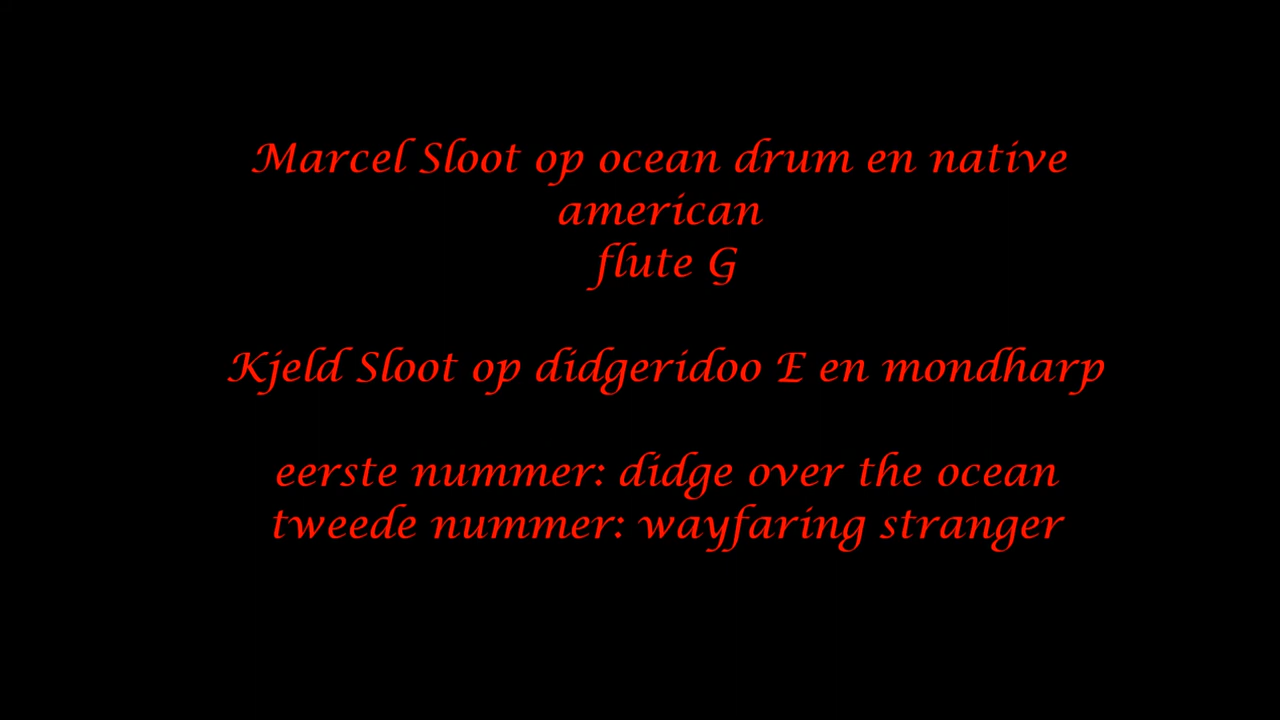 Marcel Sloot op ocean drum en native
american
flute G
Kjeld Sloot op didgeridoo E en mondharp
eerste nummer: didge over the ocean
tweede nummer: wayfaring stranger